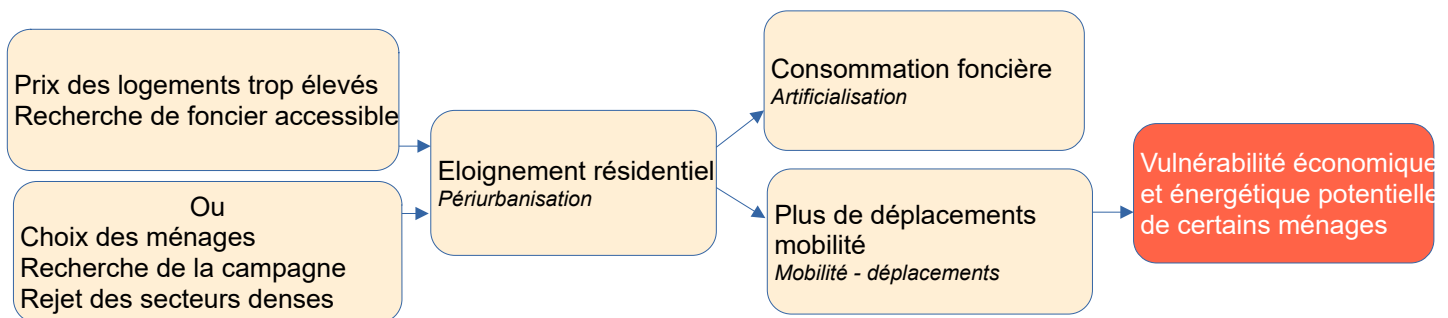 Prix des logements trop élevés
Recherche de foncier accessible
Ou
Choix des ménages
Recherche de la campagne
Rejet des secteurs denses
Eloignement résidentiel
Périurbanisation
Consommation foncière
Artificialisation
Plus de déplacements
mobilité
Mobilité - déplacements
Vulnérabilité économique
et énergétique potentielle
de certains ménages